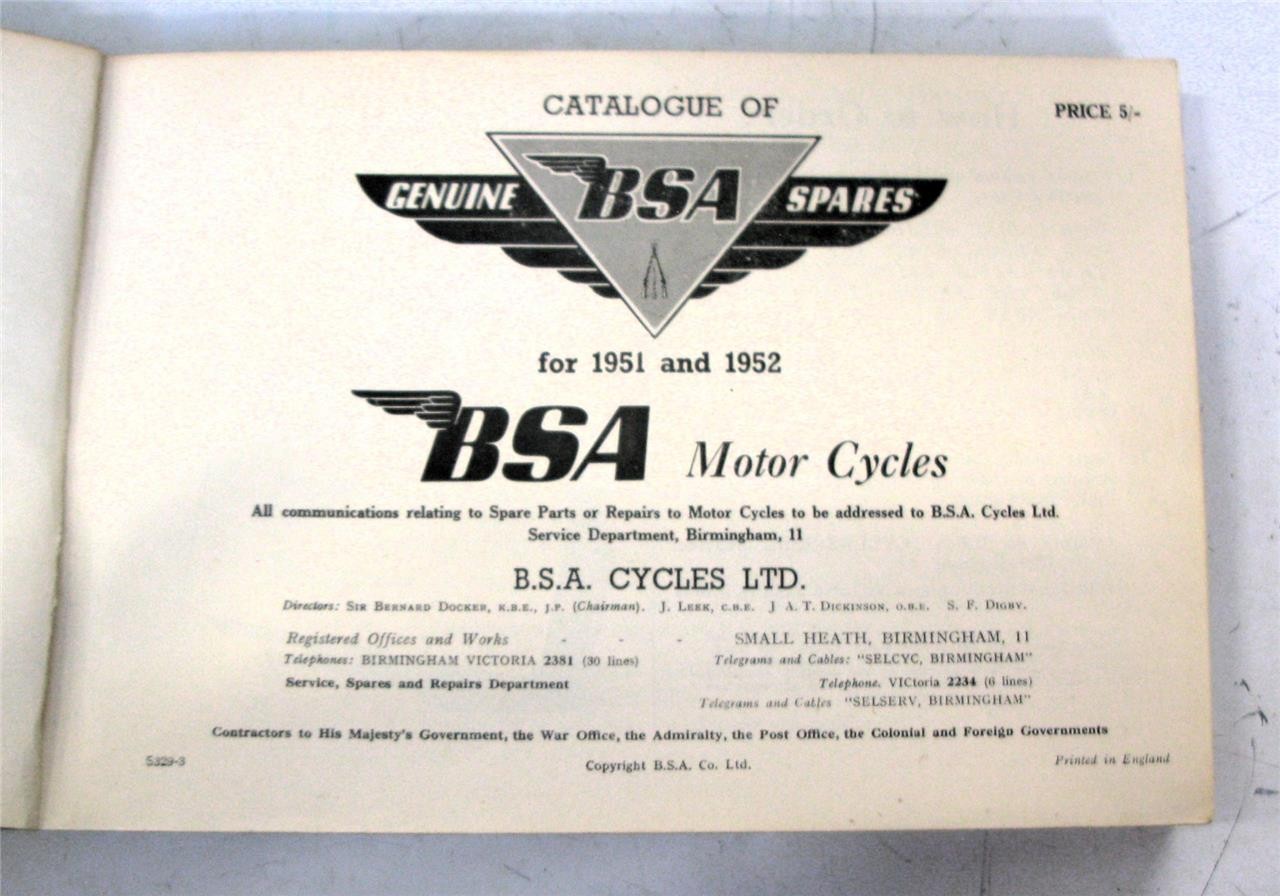 CATALOGUE OF
PRICE 5/-
GENUINE BSA SPARES
for 1951 and 1952
BSA Motor Cycles
All communications relating to Spare Parts or Repairs to Motor Cycles to be addressed to B.S.A. Cycles Ltd.
Service Department, Birmingham, 11
B.S.A. CYCLES LTD.
Directors: SIR BERNARD DOCKER, K.B.E., J.P. (Chairman). J. LEEK, C.B.E. J A. T. DICKINSON, O.B.E. S. F. DIGBY.
Registered Offices and Works - - - SMALL HEATH, BIRMINGHAM, 11
Telephones: BIRMINGHAM VICTORIA 2381 (30 lines) Telegrams and Cables: "SELCYC, BIRMINGHAM"
Service, Spares and Repairs Department Telephone. VICtoria 2234 (6 lines)
Telegrams and Cables "SELSERV, BIRMINGHAM"
Contractors to His Majesty's Government, the War Office, the Admiralty, the Post Office, the Colonial and Foreign Governments
S329-3 Copyright B.S.A. Co. Ltd. Printed in England